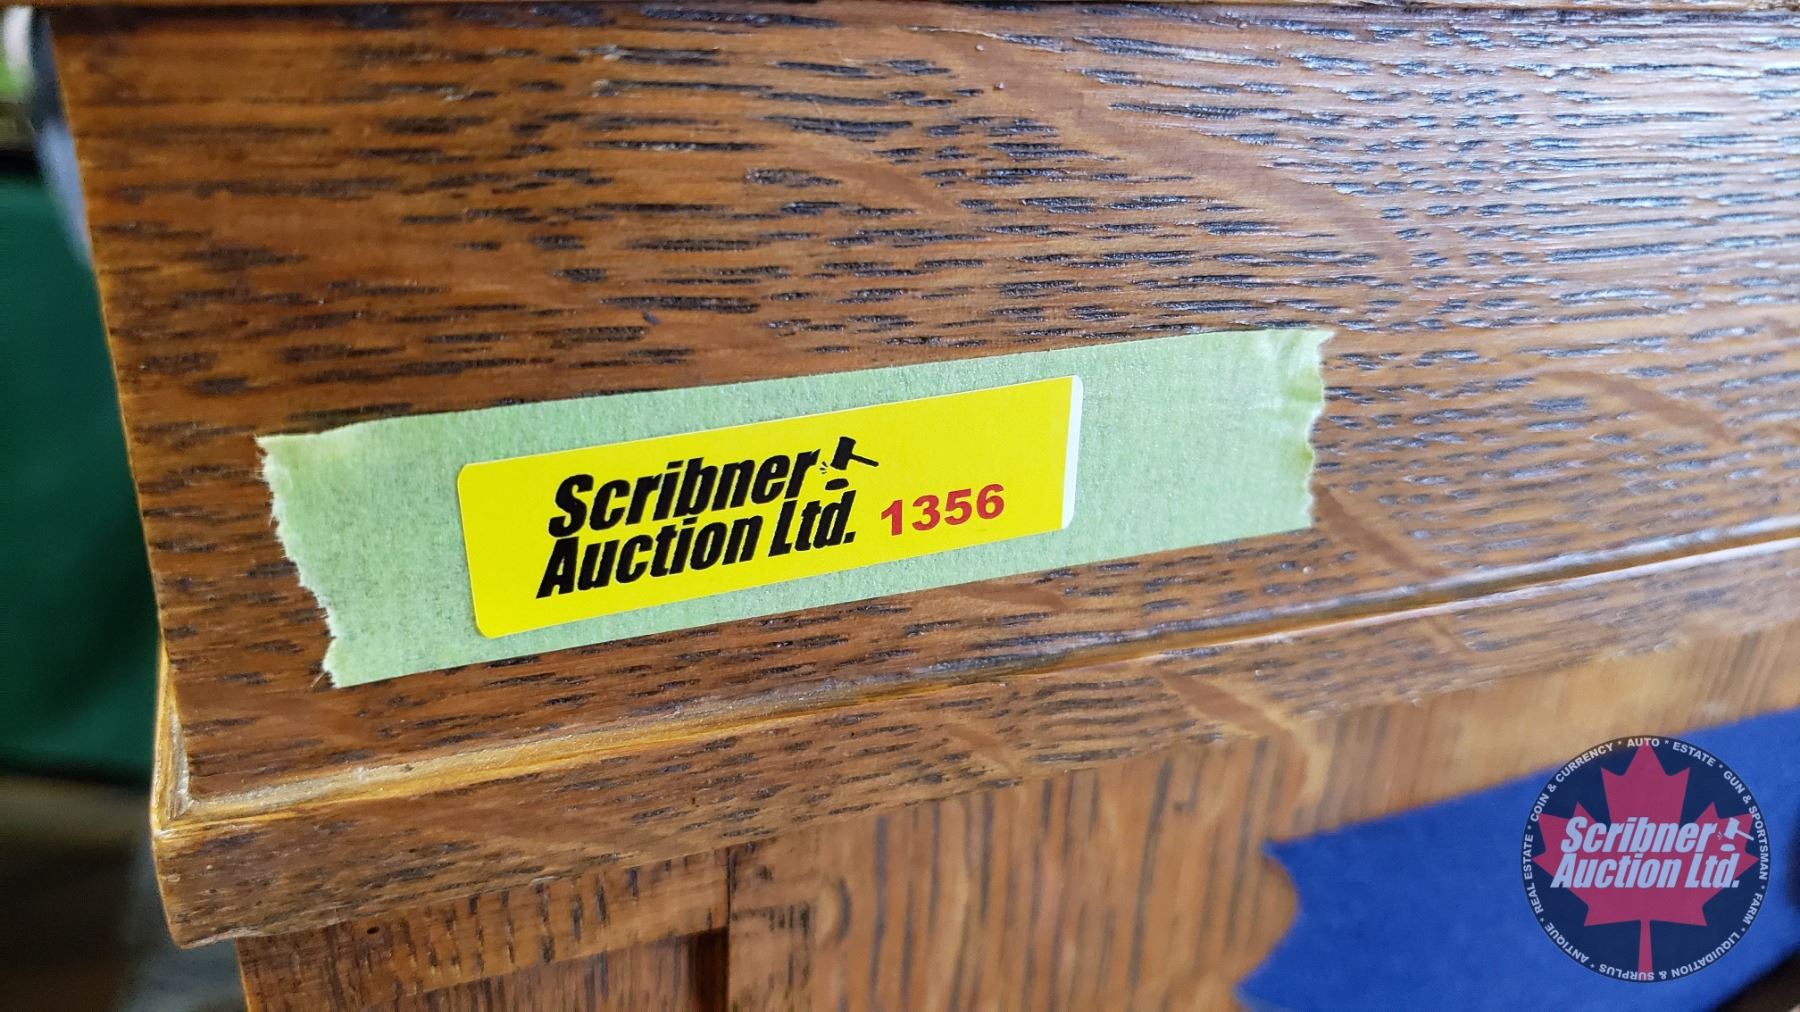 Scribner
Auction Ltd. 1356
COIN & CURRENCY * AUTO * ESTATE * GUN & SPORTSMAN * FARM * LIQUIDATION & SURPLUS * ANTIQUE * REAL ESTATE *
Scribner
Auction Ltd.